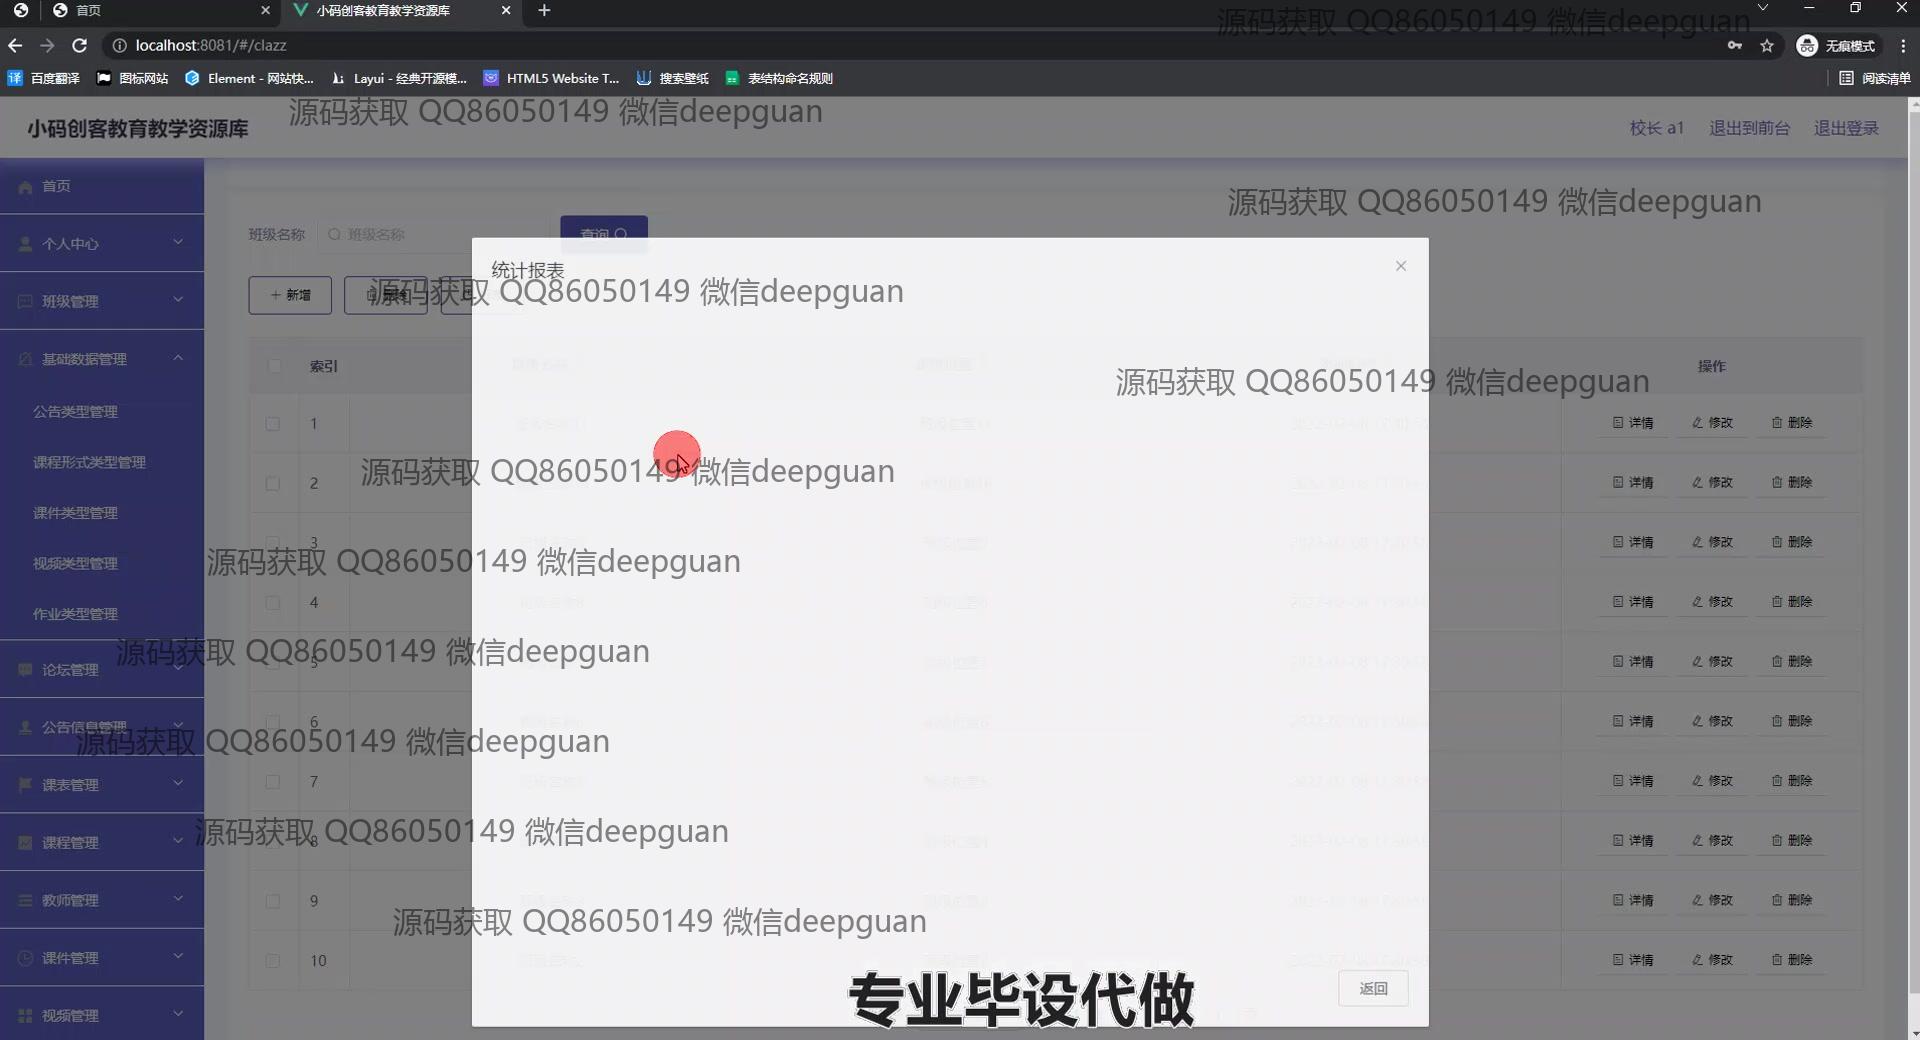 首页
小码创客教育教学资源库
localhost:8081/#/clazz
无痕模式
百度翻译
图标网站
Element - 网站快...
Layui - 经典开源模...
HTML5 Website T...
搜索壁纸
表结构命名规则
阅读清单
源码获取 QQ86050149 微信deepguan
源码获取 QQ86050149 微信deepguan
小码创客教育教学资源库
校长 a1
退出到前台
退出登录
源码获取 QQ86050149 微信deepguan
首页
个人中心
班级管理
基础数据管理
公告类型管理
课程形式类型管理
课件类型管理
视频类型管理
作业类型管理
论坛管理
公告信息管理
课表管理
课程管理
教师管理
课件管理
视频管理
班级名称
班级名称
查询
+ 新增
删除
统计报表
源码获取 QQ86050149 微信deepguan
索引
操作
源码获取 QQ86050149 微信deepguan
1
详情 修改 删除
源码获取 QQ86050149 微信deepguan
2
详情 修改 删除
3
详情 修改 删除
源码获取 QQ86050149 微信deepguan
4
详情 修改 删除
源码获取 QQ86050149 微信deepguan
5
详情 修改 删除
6
详情 修改 删除
源码获取 QQ86050149 微信deepguan
7
详情 修改 删除
源码获取 QQ86050149 微信deepguan
8
详情 修改 删除
9
详情 修改 删除
源码获取 QQ86050149 微信deepguan
10
详情 修改 删除
返回
专业毕设代做